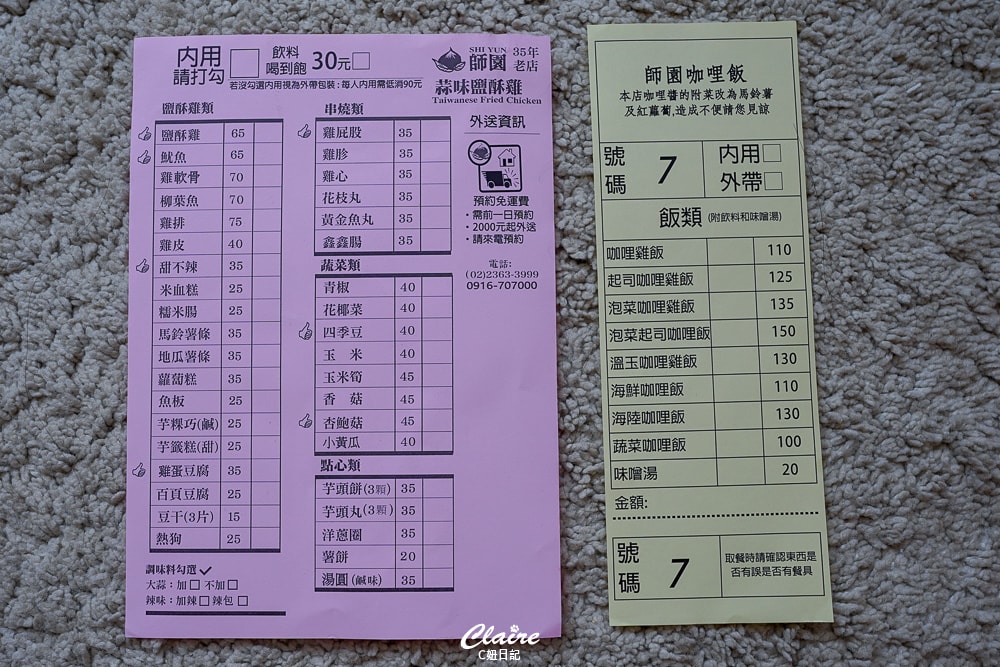 内用
請打勾
飲料
喝到飽 30元
若沒勾選内用視為外帶包裝:每人内用需低消90元
SHI YUN
師園
35年
老店
蒜味鹽酥雞
Taiwanese Fried Chicken
鹽酥雞類
鹽酥雞 65
魷魚 65
雞軟骨 70
柳葉魚 70
雞排 75
雞皮 40
甜不辣 35
米血糕 25
糯米腸 25
馬鈴薯條 35
地瓜薯條 35
蘿蔔糕 35
魚板 25
芋粿巧(鹹) 25
芋籤糕(甜) 25
雞蛋豆腐 35
百頁豆腐 25
豆干(3片) 15
熱狗 25
調味料勾選
大蒜:加 不加
辣味:加辣 辣包
串燒類
雞屁股 35
雞胗 35
雞心 35
花枝丸 35
黃金魚丸 35
鑫鑫腸 35
蔬菜類
青椒 40
花椰菜 40
四季豆 40
玉 米 40
玉米筍 45
香 菇 45
杏鮑菇 45
小黃瓜 40
點心類
芋頭餅(3顆) 35
芋頭丸(3顆) 35
洋蔥圈 35
薯餅 20
湯圓(鹹味) 35
外送資訊
預約免運費
・需前一日預約
・2000元起外送
・請來電預約
電話:
(02)2363-3999
0916-707000
師園咖哩飯
本店咖哩醬的附菜改為馬鈴薯
及紅蘿蔔,造成不便請您見諒
號碼 7
内用
外帶
飯類 (附飲料和味噌湯)
咖哩雞飯 110
起司咖哩雞飯 125
泡菜咖哩雞飯 135
泡菜起司咖哩飯 150
溫玉咖哩雞飯 130
海鮮咖哩飯 110
海陸咖哩飯 130
蔬菜咖哩飯 100
味噌湯 20
金額:
號碼 7
取餐時請確認東西是
否有誤是否有餐具
Claire
C妞日記